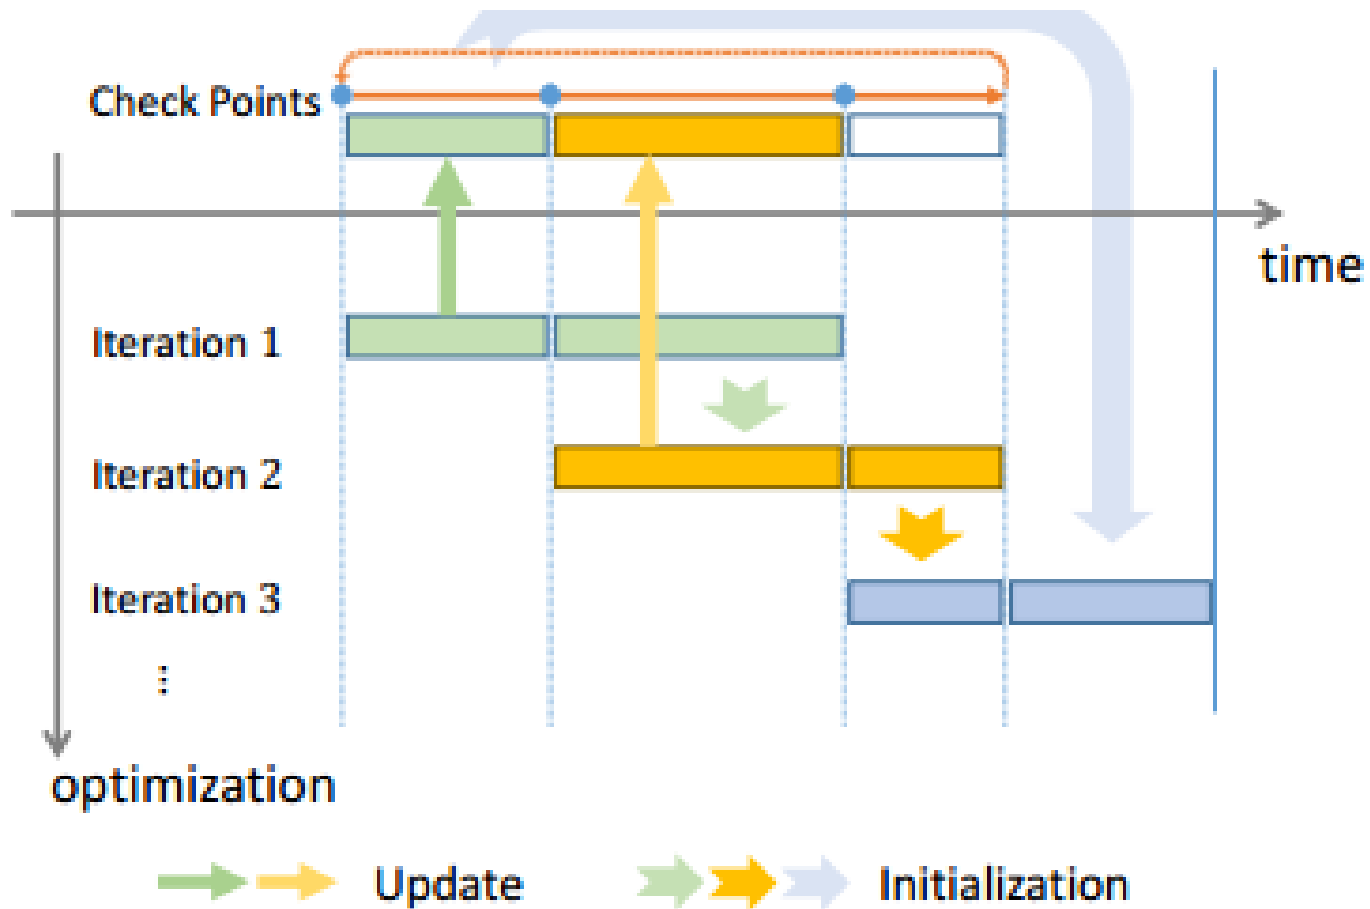 Check Points
time
Iteration 1
Iteration 2
Iteration 3
...
optimization
Update
Initialization